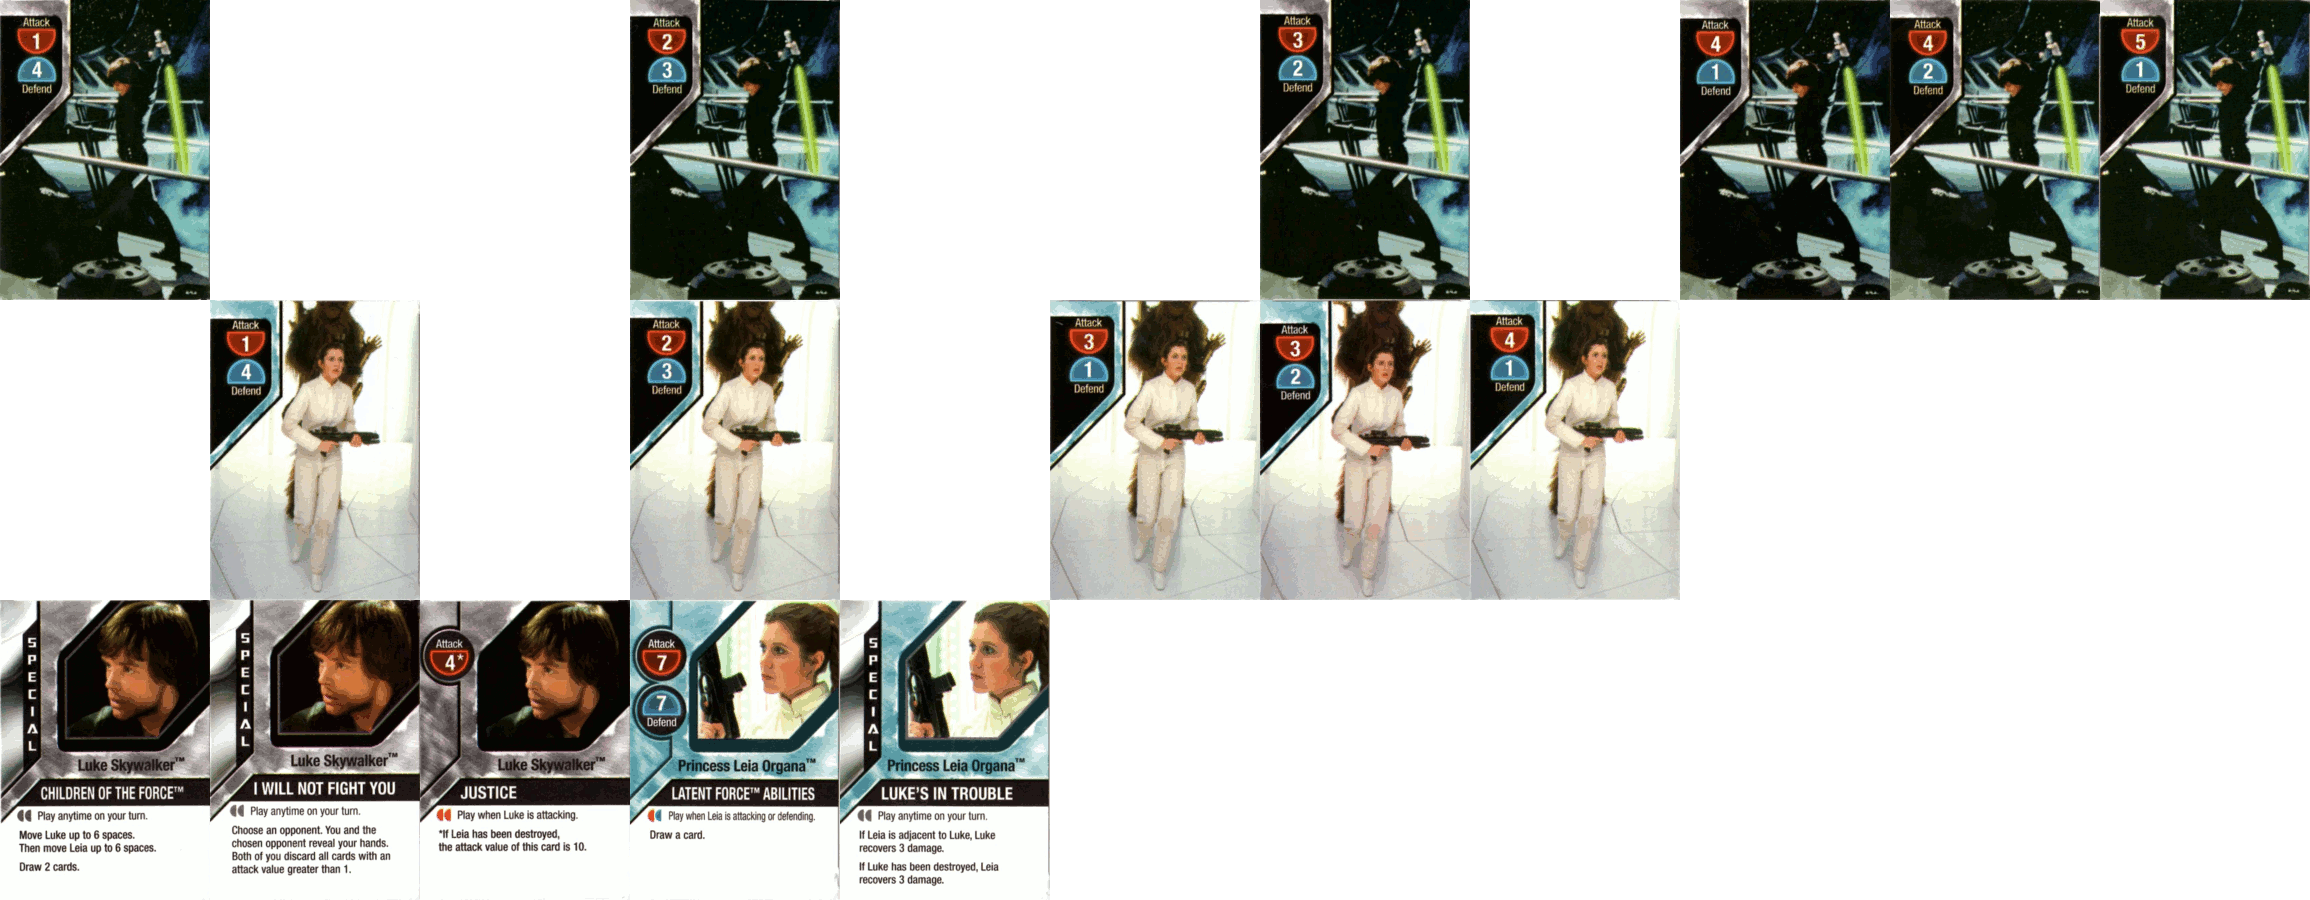 Attack
1
4
Defend
Attack
2
3
Defend
Attack
3
2
Defend
Attack
4
1
Defend
Attack
4
2
Defend
Attack
5
1
Defend
Attack
1
4
Defend
Attack
2
3
Defend
Attack
3
1
Defend
Attack
3
2
Defend
Attack
4
1
Defend
SPECIAL
Luke Skywalker™
CHILDREN OF THE FORCE™
Play anytime on your turn.
Move Luke up to 6 spaces.
Then move Leia up to 6 spaces.
Draw 2 cards.
SPECIAL
Luke Skywalker™
I WILL NOT FIGHT YOU
Play anytime on your turn.
Choose an opponent. You and the
chosen opponent reveal your hands.
Both of you discard all cards with an
attack value greater than 1.
Attack
4*
Luke Skywalker™
JUSTICE
Play when Luke is attacking.
*If Leia has been destroyed,
the attack value of this card is 10.
Attack
7
7
Defend
Princess Leia Organa™
LATENT FORCE™ ABILITIES
Play when Leia is attacking or defending.
Draw a card.
SPECIAL
Princess Leia Organa™
LUKE'S IN TROUBLE
Play anytime on your turn.
If Leia is adjacent to Luke, Luke
recovers 3 damage.
If Luke has been destroyed, Leia
recovers 3 damage.